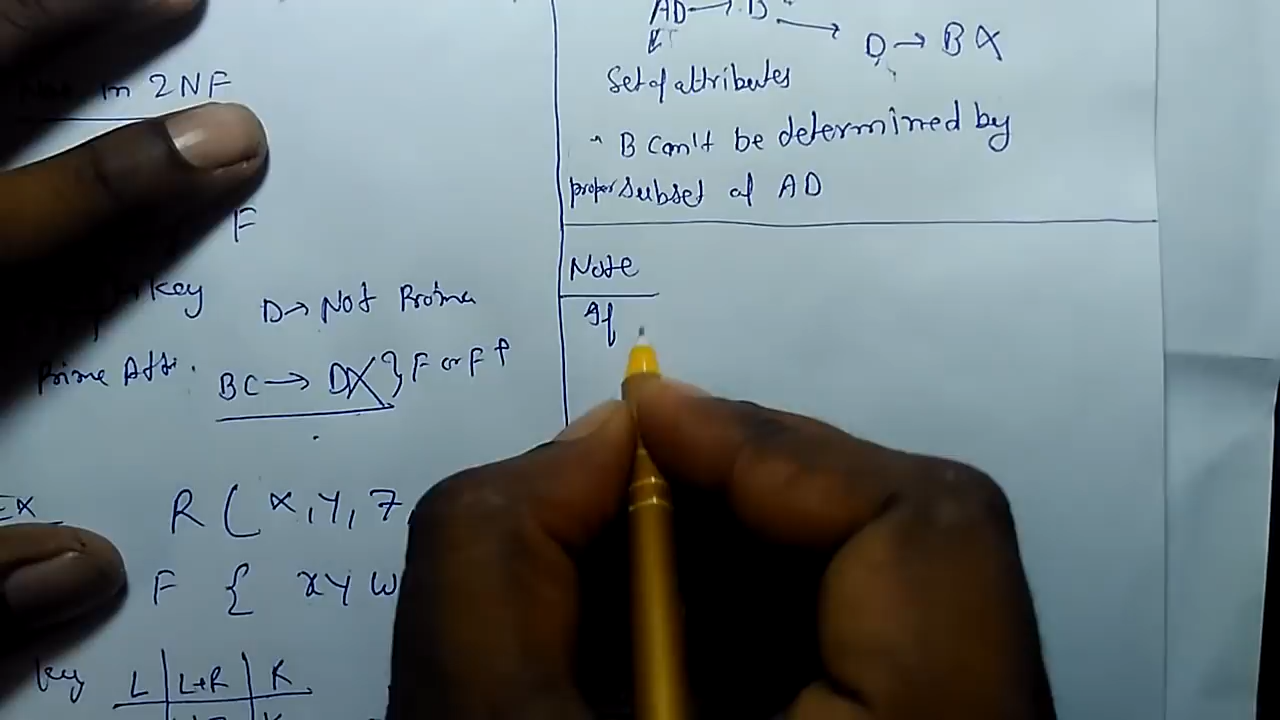 in 2NF
F
key D→ Not Prime
Prime Att. BC → DX } F or F
EX R ( X, Y, Z,
F { XY W
key L | L+R | R
AD → B
D → B X
Set of attributes
B can't be determined by
proper subset of AD
Note
If